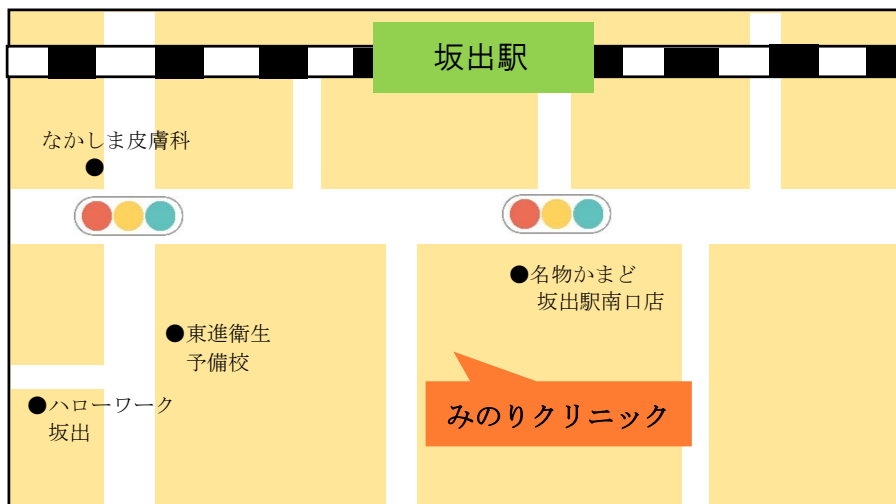 坂出駅
なかしま皮膚科
名物かまど
坂出駅南口店
東進衛生
予備校
ハローワーク
坂出
みのりクリニック